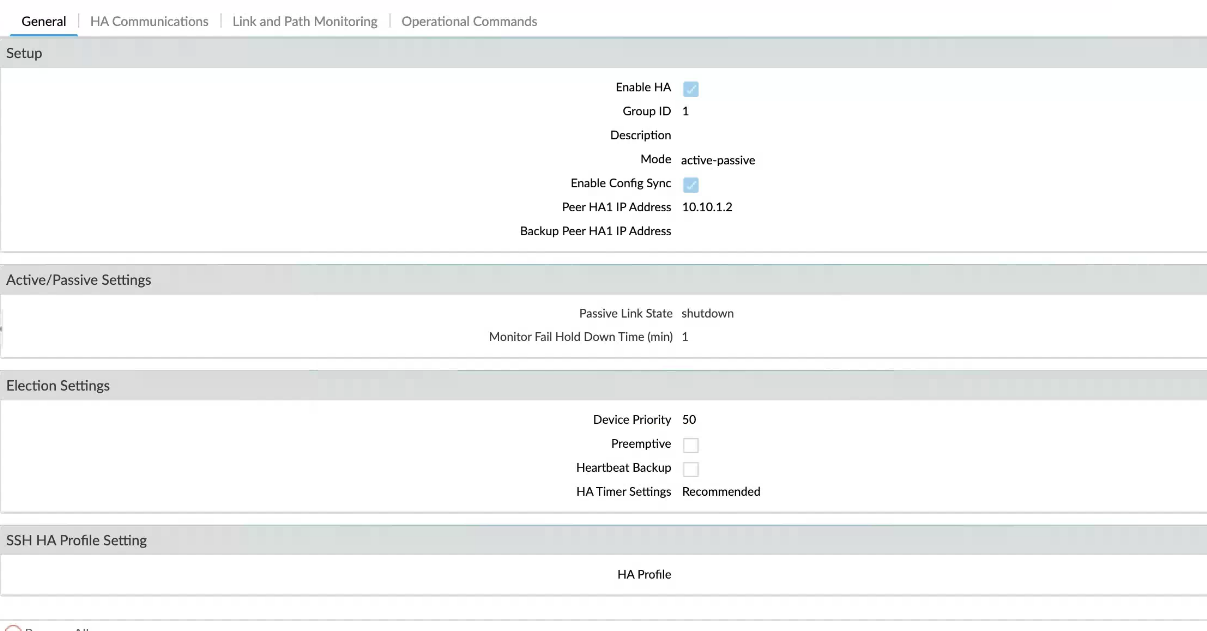 General HA Communications Link and Path Monitoring Operational Commands
Setup
Enable HA
Group ID 1
Description
Mode active-passive
Enable Config Sync
Peer HA1 IP Address 10.10.1.2
Backup Peer HA1 IP Address
Active/Passive Settings
Passive Link State shutdown
Monitor Fail Hold Down Time (min) 1
Election Settings
Device Priority 50
Preemptive
Heartbeat Backup
HA Timer Settings Recommended
SSH HA Profile Setting
HA Profile